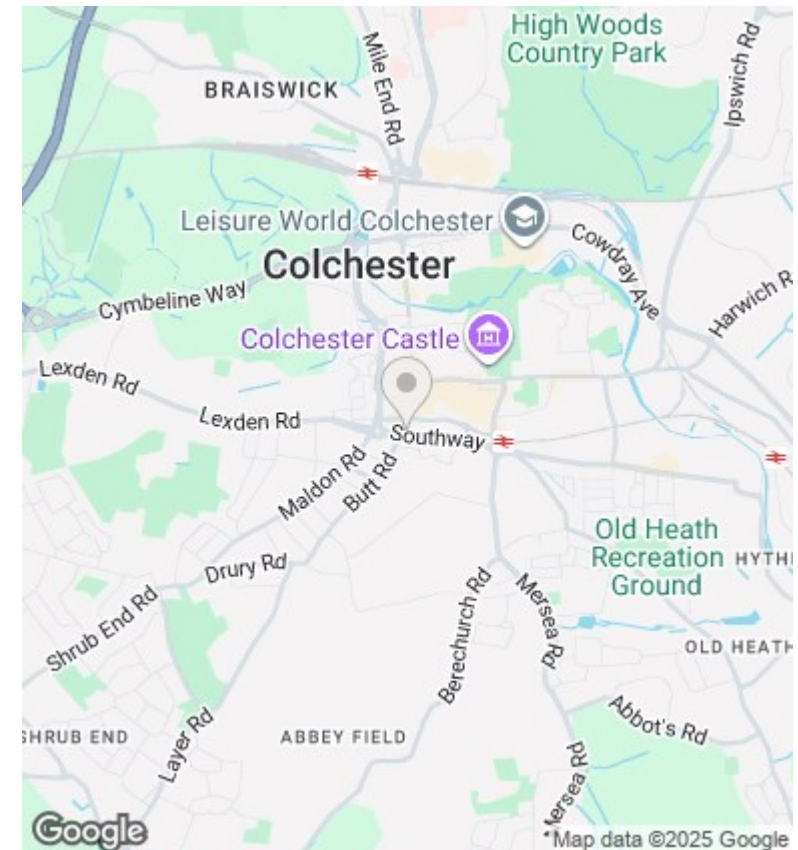 High Woods
Country Park
Ipswich Rd
Mile End Rd
BRAISWICK
Leisure World Colchester
Colchester
Cowdray Ave
Cymbeline Way
Harwich R
Colchester Castle
Lexden Rd
Lexden Rd
Southway
Maldon Rd
Butt Rd
Old Heath
Recreation
Ground
HYTH
Drury Rd
Berechurch Rd
Mersea Rd
Shrub End Rd
OLD HEATH
Layer Rd
Abbot's Rd
SHRUB END
ABBEY FIELD
Mersea Rd
Google
Map data ©2025 Google